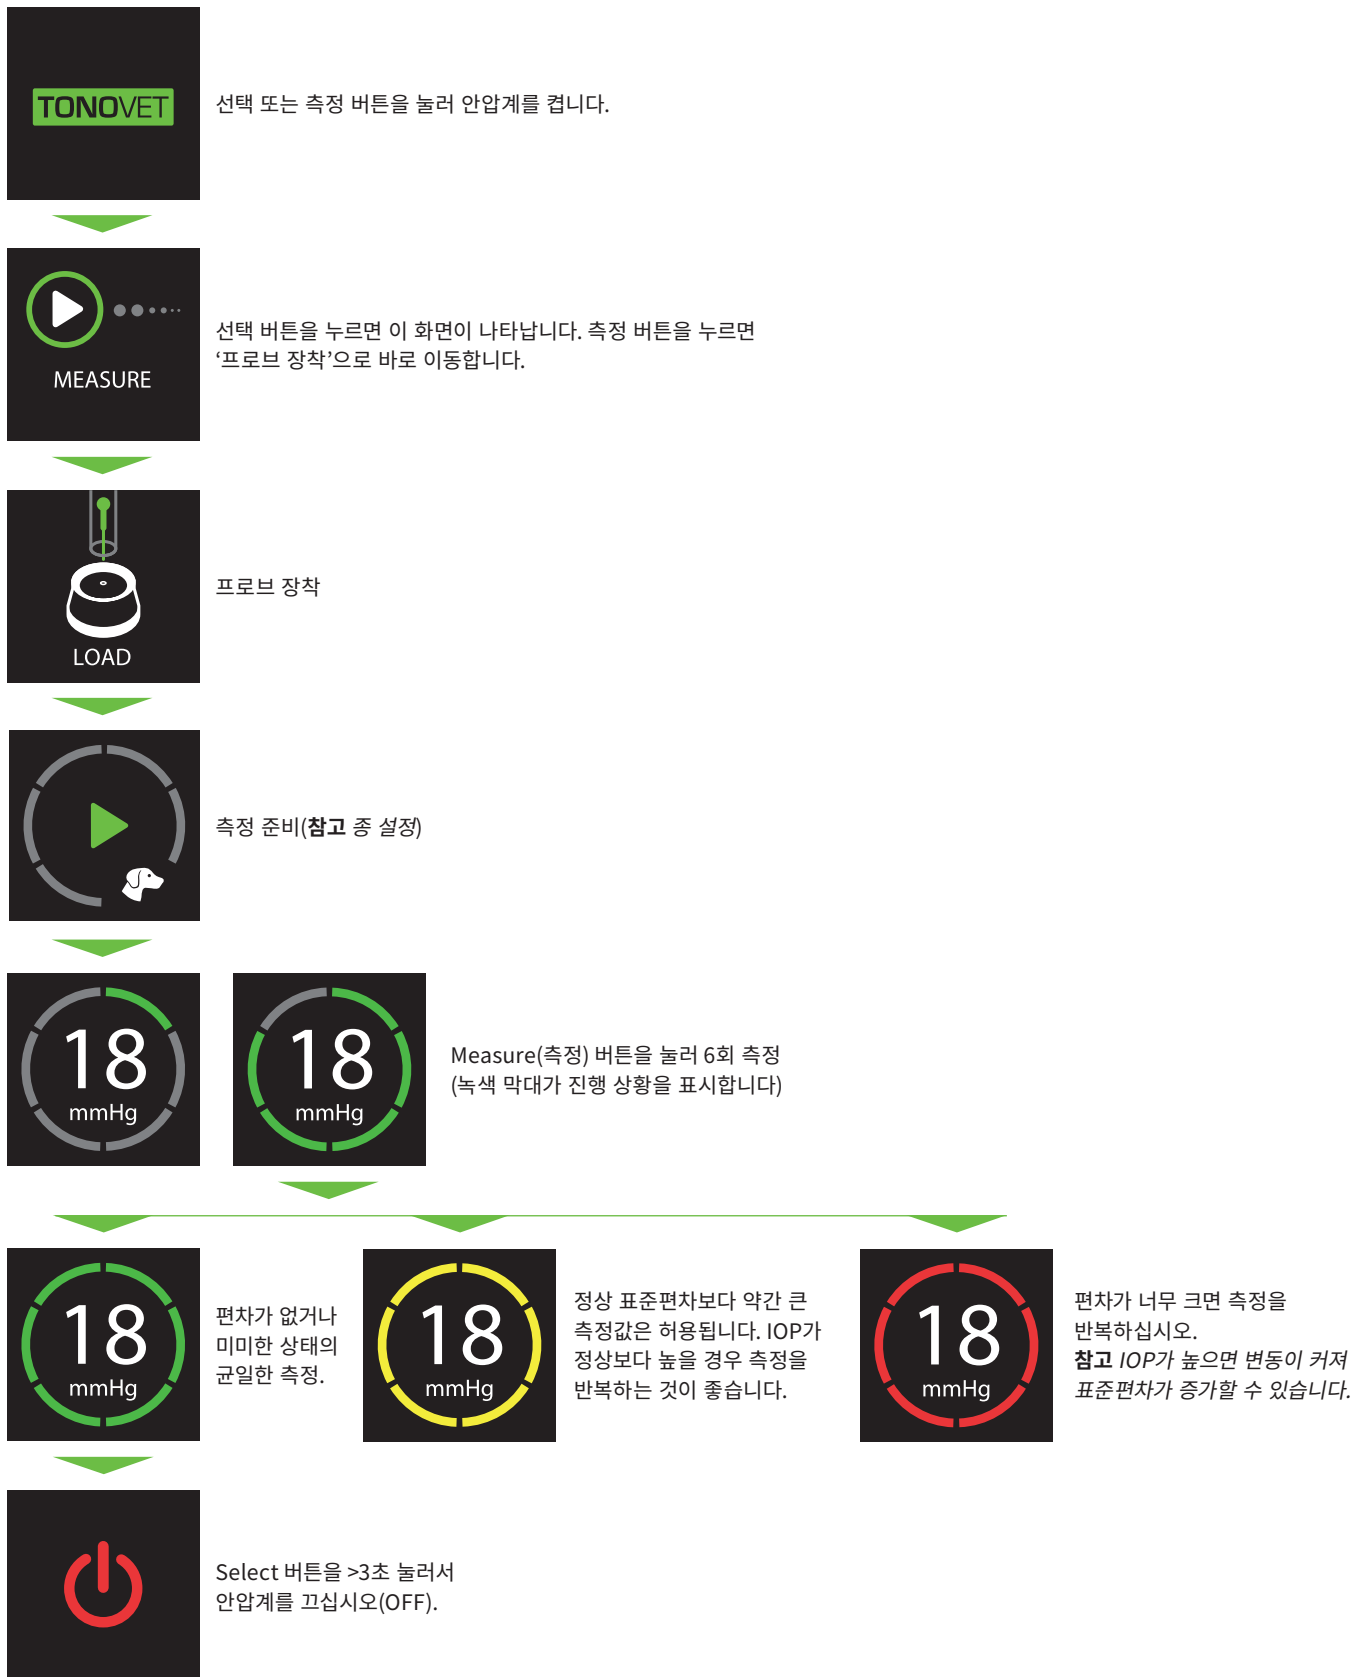 TONOVET
선택 또는 측정 버튼을 눌러 안압계를 켭니다.
MEASURE
선택 버튼을 누르면 이 화면이 나타납니다. 측정 버튼을 누르면
‘프로브 장착’으로 바로 이동합니다.
LOAD
프로브 장착
측정 준비(참고 종 설정)
18
mmHg
18
mmHg
Measure(측정) 버튼을 눌러 6회 측정
(녹색 막대가 진행 상황을 표시합니다)
18
mmHg
편차가 없거나
미미한 상태의
균일한 측정.
18
mmHg
정상 표준편차보다 약간 큰
측정값은 허용됩니다. IOP가
정상보다 높을 경우 측정을
반복하는 것이 좋습니다.
18
mmHg
편차가 너무 크면 측정을
반복하십시오.
참고 IOP가 높으면 변동이 커져
표준편차가 증가할 수 있습니다.
Select 버튼을 >3초 눌러서
안압계를 끄십시오(OFF).